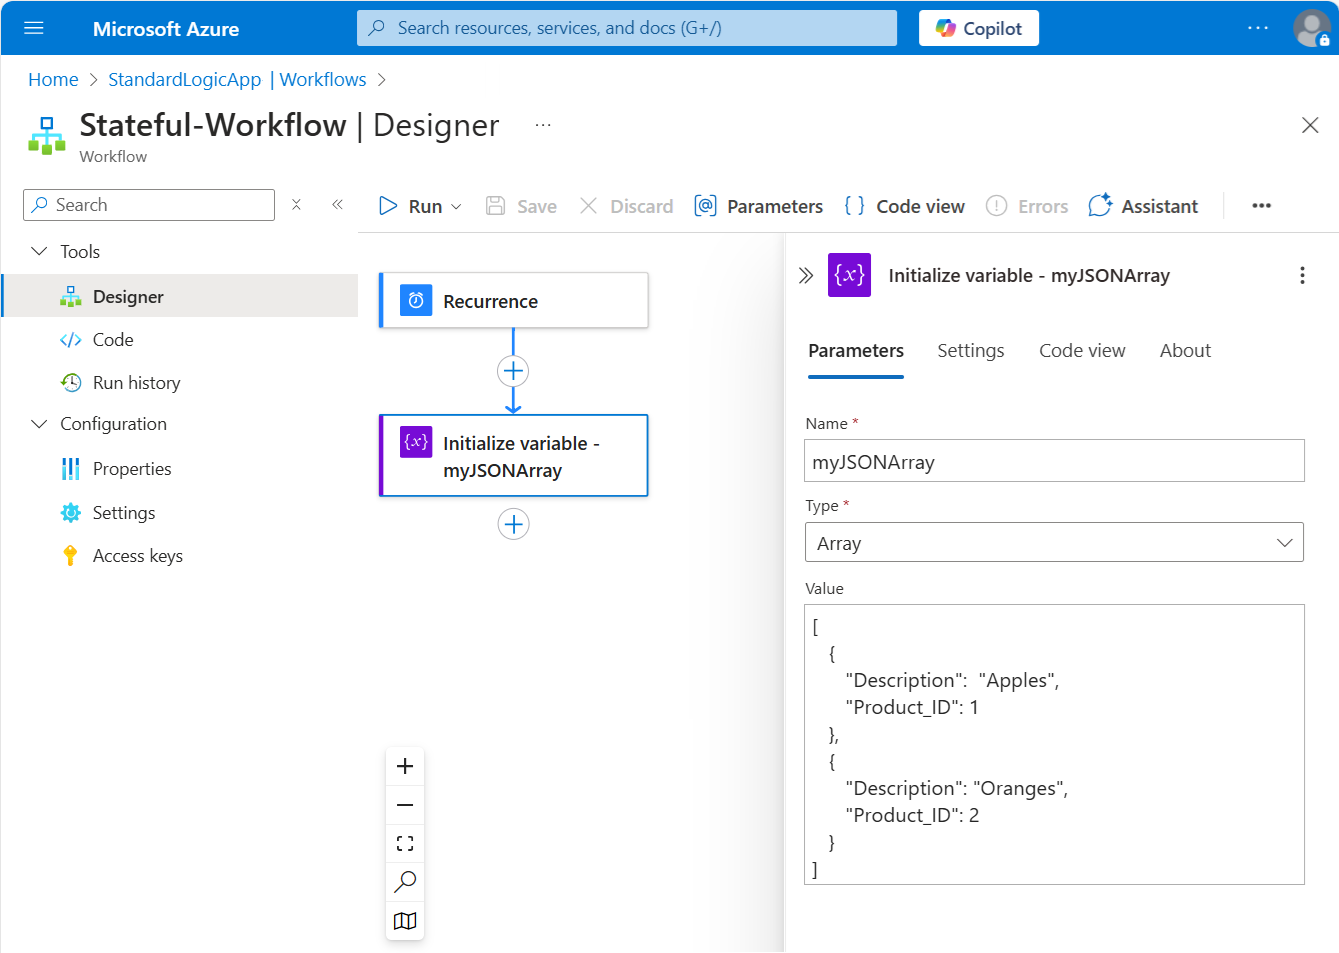 Microsoft Azure
Search resources, services, and docs (G+/)
Copilot
Home > StandardLogicApp | Workflows >
Stateful-Workflow | Designer ...
Workflow
Search
Run
Save
Discard
Parameters
Code view
Errors
Assistant
Tools
Designer
Code
Run history
Configuration
Properties
Settings
Access keys
Recurrence
{x} Initialize variable -
myJSONArray
{x} Initialize variable - myJSONArray
Parameters
Settings
Code view
About
Name *
myJSONArray
Type *
Array
Value
[
{
"Description":  "Apples",
"Product_ID": 1
},
{
"Description": "Oranges",
"Product_ID": 2
}
]